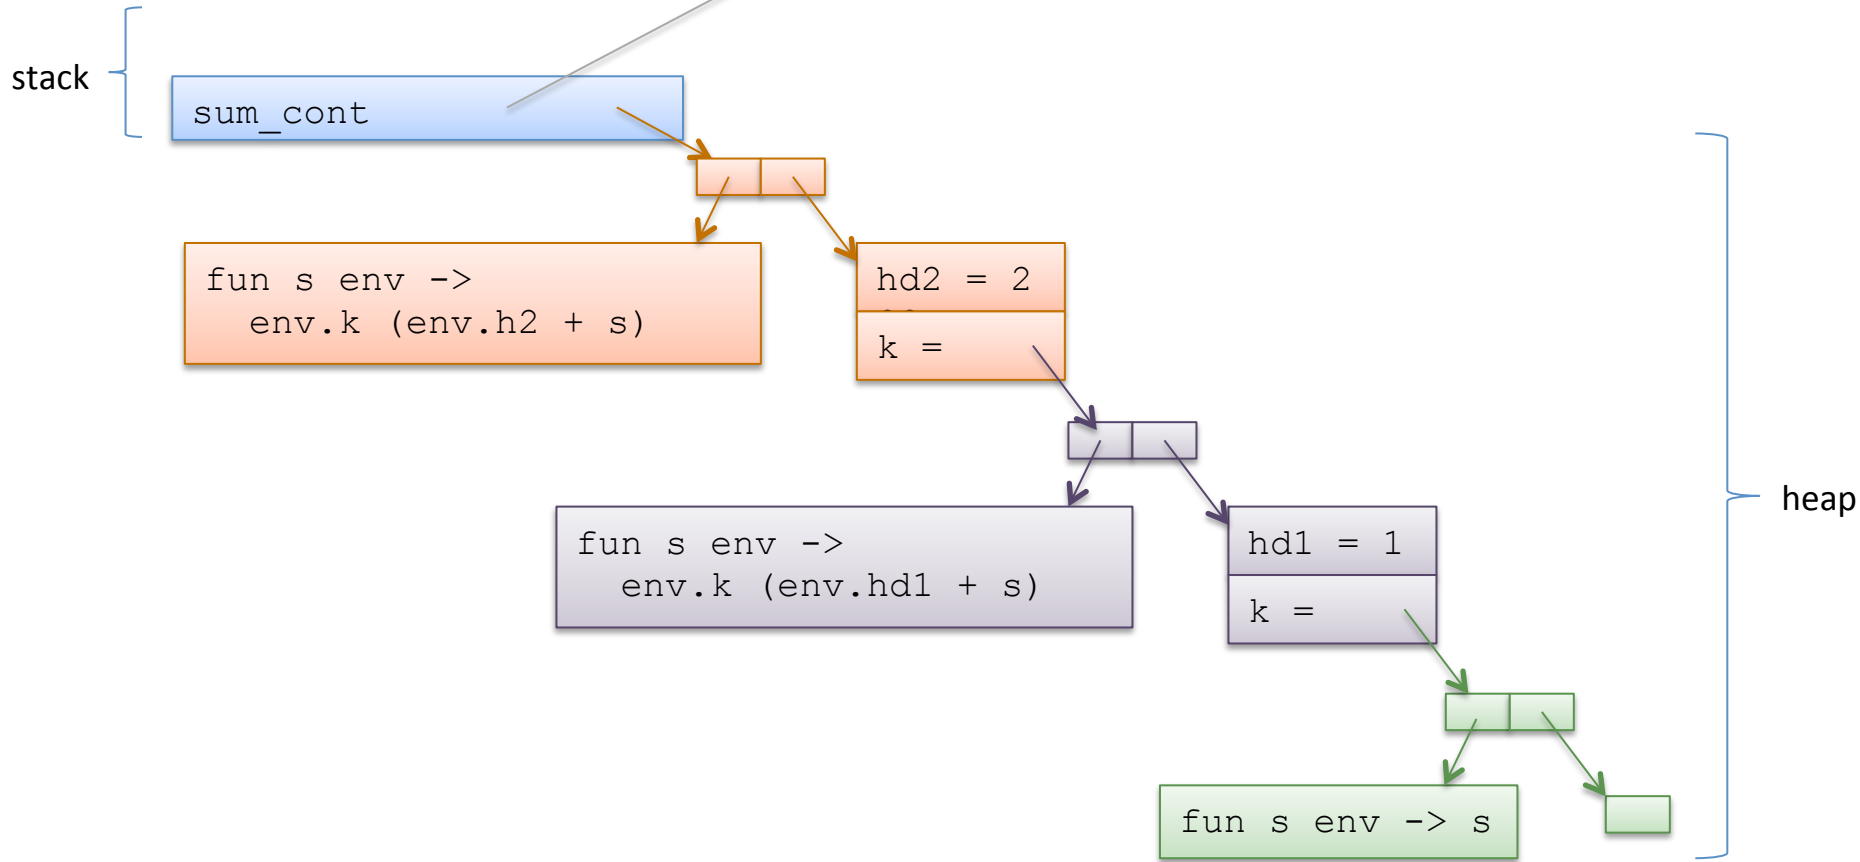 stack
sum_cont
fun s env ->
env.k (env.h2 + s)
hd2 = 2
k =
fun s env ->
env.k (env.hd1 + s)
hd1 = 1
k =
heap
fun s env -> s